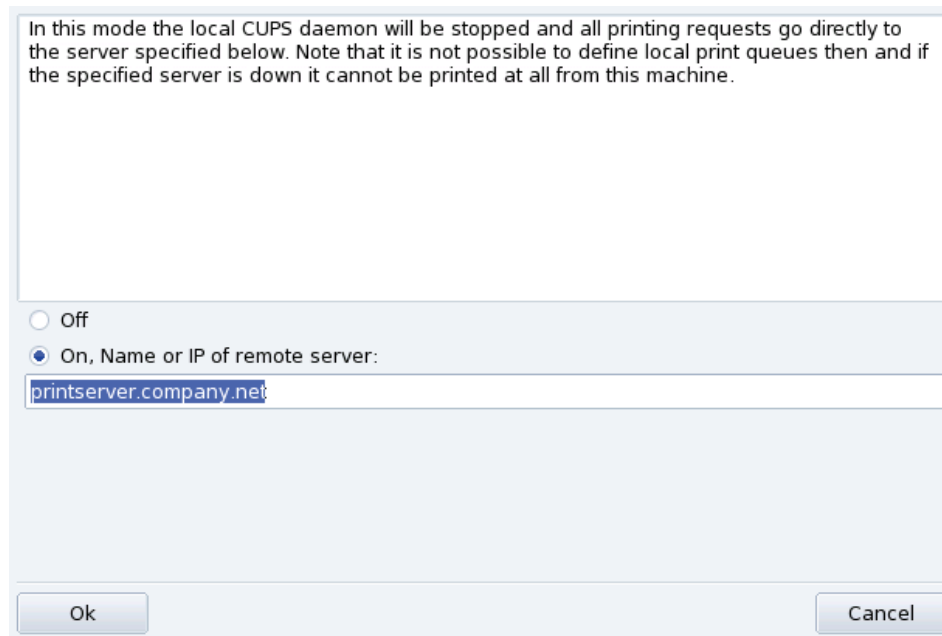 In this mode the local CUPS daemon will be stopped and all printing requests go directly to
the server specified below. Note that it is not possible to define local print queues then and if
the specified server is down it cannot be printed at all from this machine.
Off
On, Name or IP of remote server:
printserver.company.net
Ok
Cancel